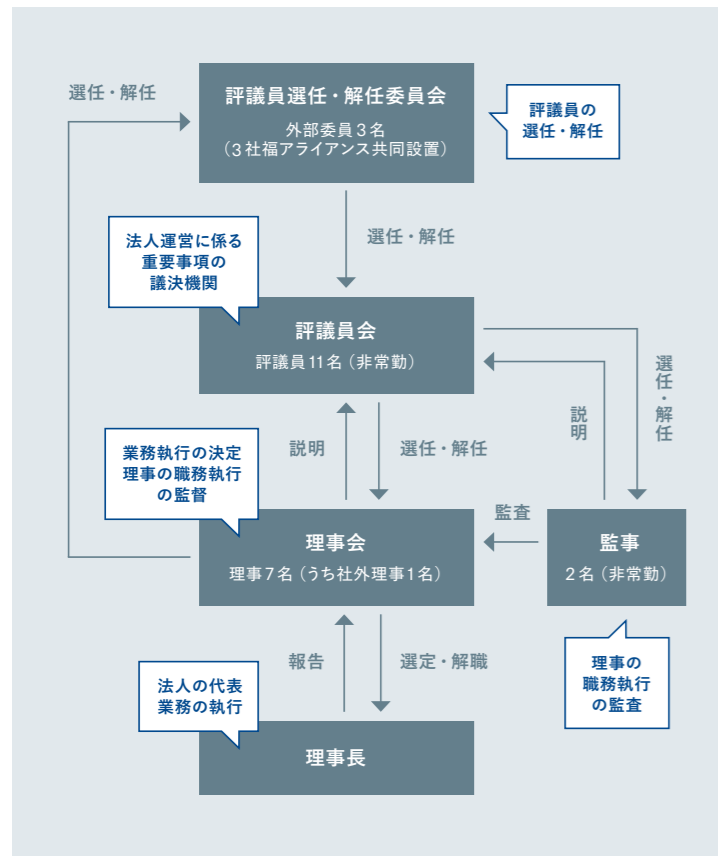 選任・解任
評議員選任・解任委員会
外部委員3名
（3社福アライアンス共同設置）
評議員の
選任・解任
選任・解任
法人運営に係る
重要事項の
議決機関
評議員会
評議員11名（非常勤）
選任・解任
説明
説明
選任・解任
業務執行の決定
理事の職務執行
の監督
監査
理事会
理事7名（うち社外理事1名）
監事
2名（非常勤）
報告
選定・解職
理事の
職務執行
の監査
法人の代表
業務の執行
理事長